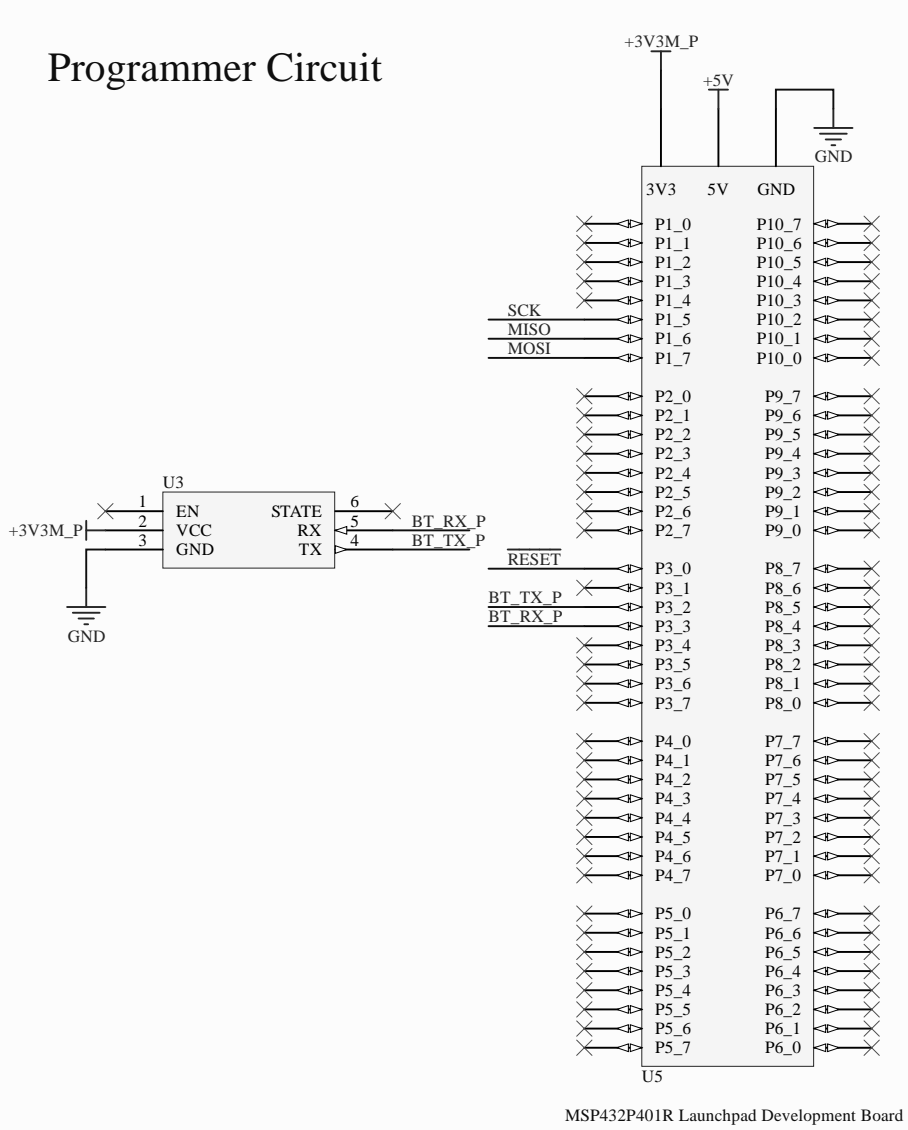 Programmer Circuit
+3V3M_P
+5V
GND
3V3 5V GND
P1_0 P10_7
P1_1 P10_6
P1_2 P10_5
P1_3 P10_4
P1_4 P10_3
SCK P1_5 P10_2
MISO P1_6 P10_1
MOSI P1_7 P10_0
P2_0 P9_7
P2_1 P9_6
P2_2 P9_5
P2_3 P9_4
P2_4 P9_3
P2_5 P9_2
P2_6 P9_1
P2_7 P9_0
U3
1 EN STATE 6
+3V3M_P 2 VCC RX 5 BT_RX_P
3 GND TX 4 BT_TX_P
GND
RESET P3_0 P8_7
P3_1 P8_6
BT_TX_P P3_2 P8_5
BT_RX_P P3_3 P8_4
P3_4 P8_3
P3_5 P8_2
P3_6 P8_1
P3_7 P8_0
P4_0 P7_7
P4_1 P7_6
P4_2 P7_5
P4_3 P7_4
P4_4 P7_3
P4_5 P7_2
P4_6 P7_1
P4_7 P7_0
P5_0 P6_7
P5_1 P6_6
P5_2 P6_5
P5_3 P6_4
P5_4 P6_3
P5_5 P6_2
P5_6 P6_1
P5_7 P6_0
U5
MSP432P401R Launchpad Development Board